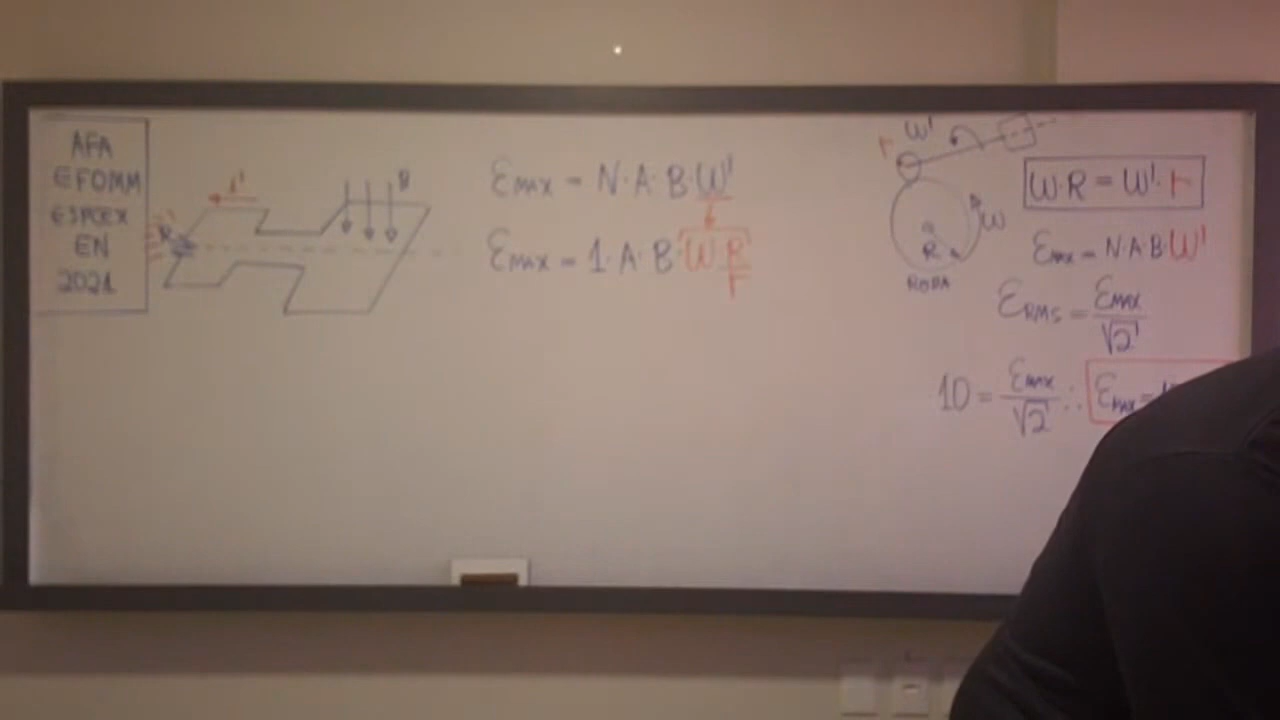 AFA
EFOMM
ESPCEX
EN
2021
i'
R
B
εmax = N·A·B·W'
εmax = 1·A·B·W·R
r
r
W'
W
R
RODA
W·R = W'·r
εmax = N·A·B·W'
εRMS = εmax
√2
10 = εmax ∴ εmax =
√2